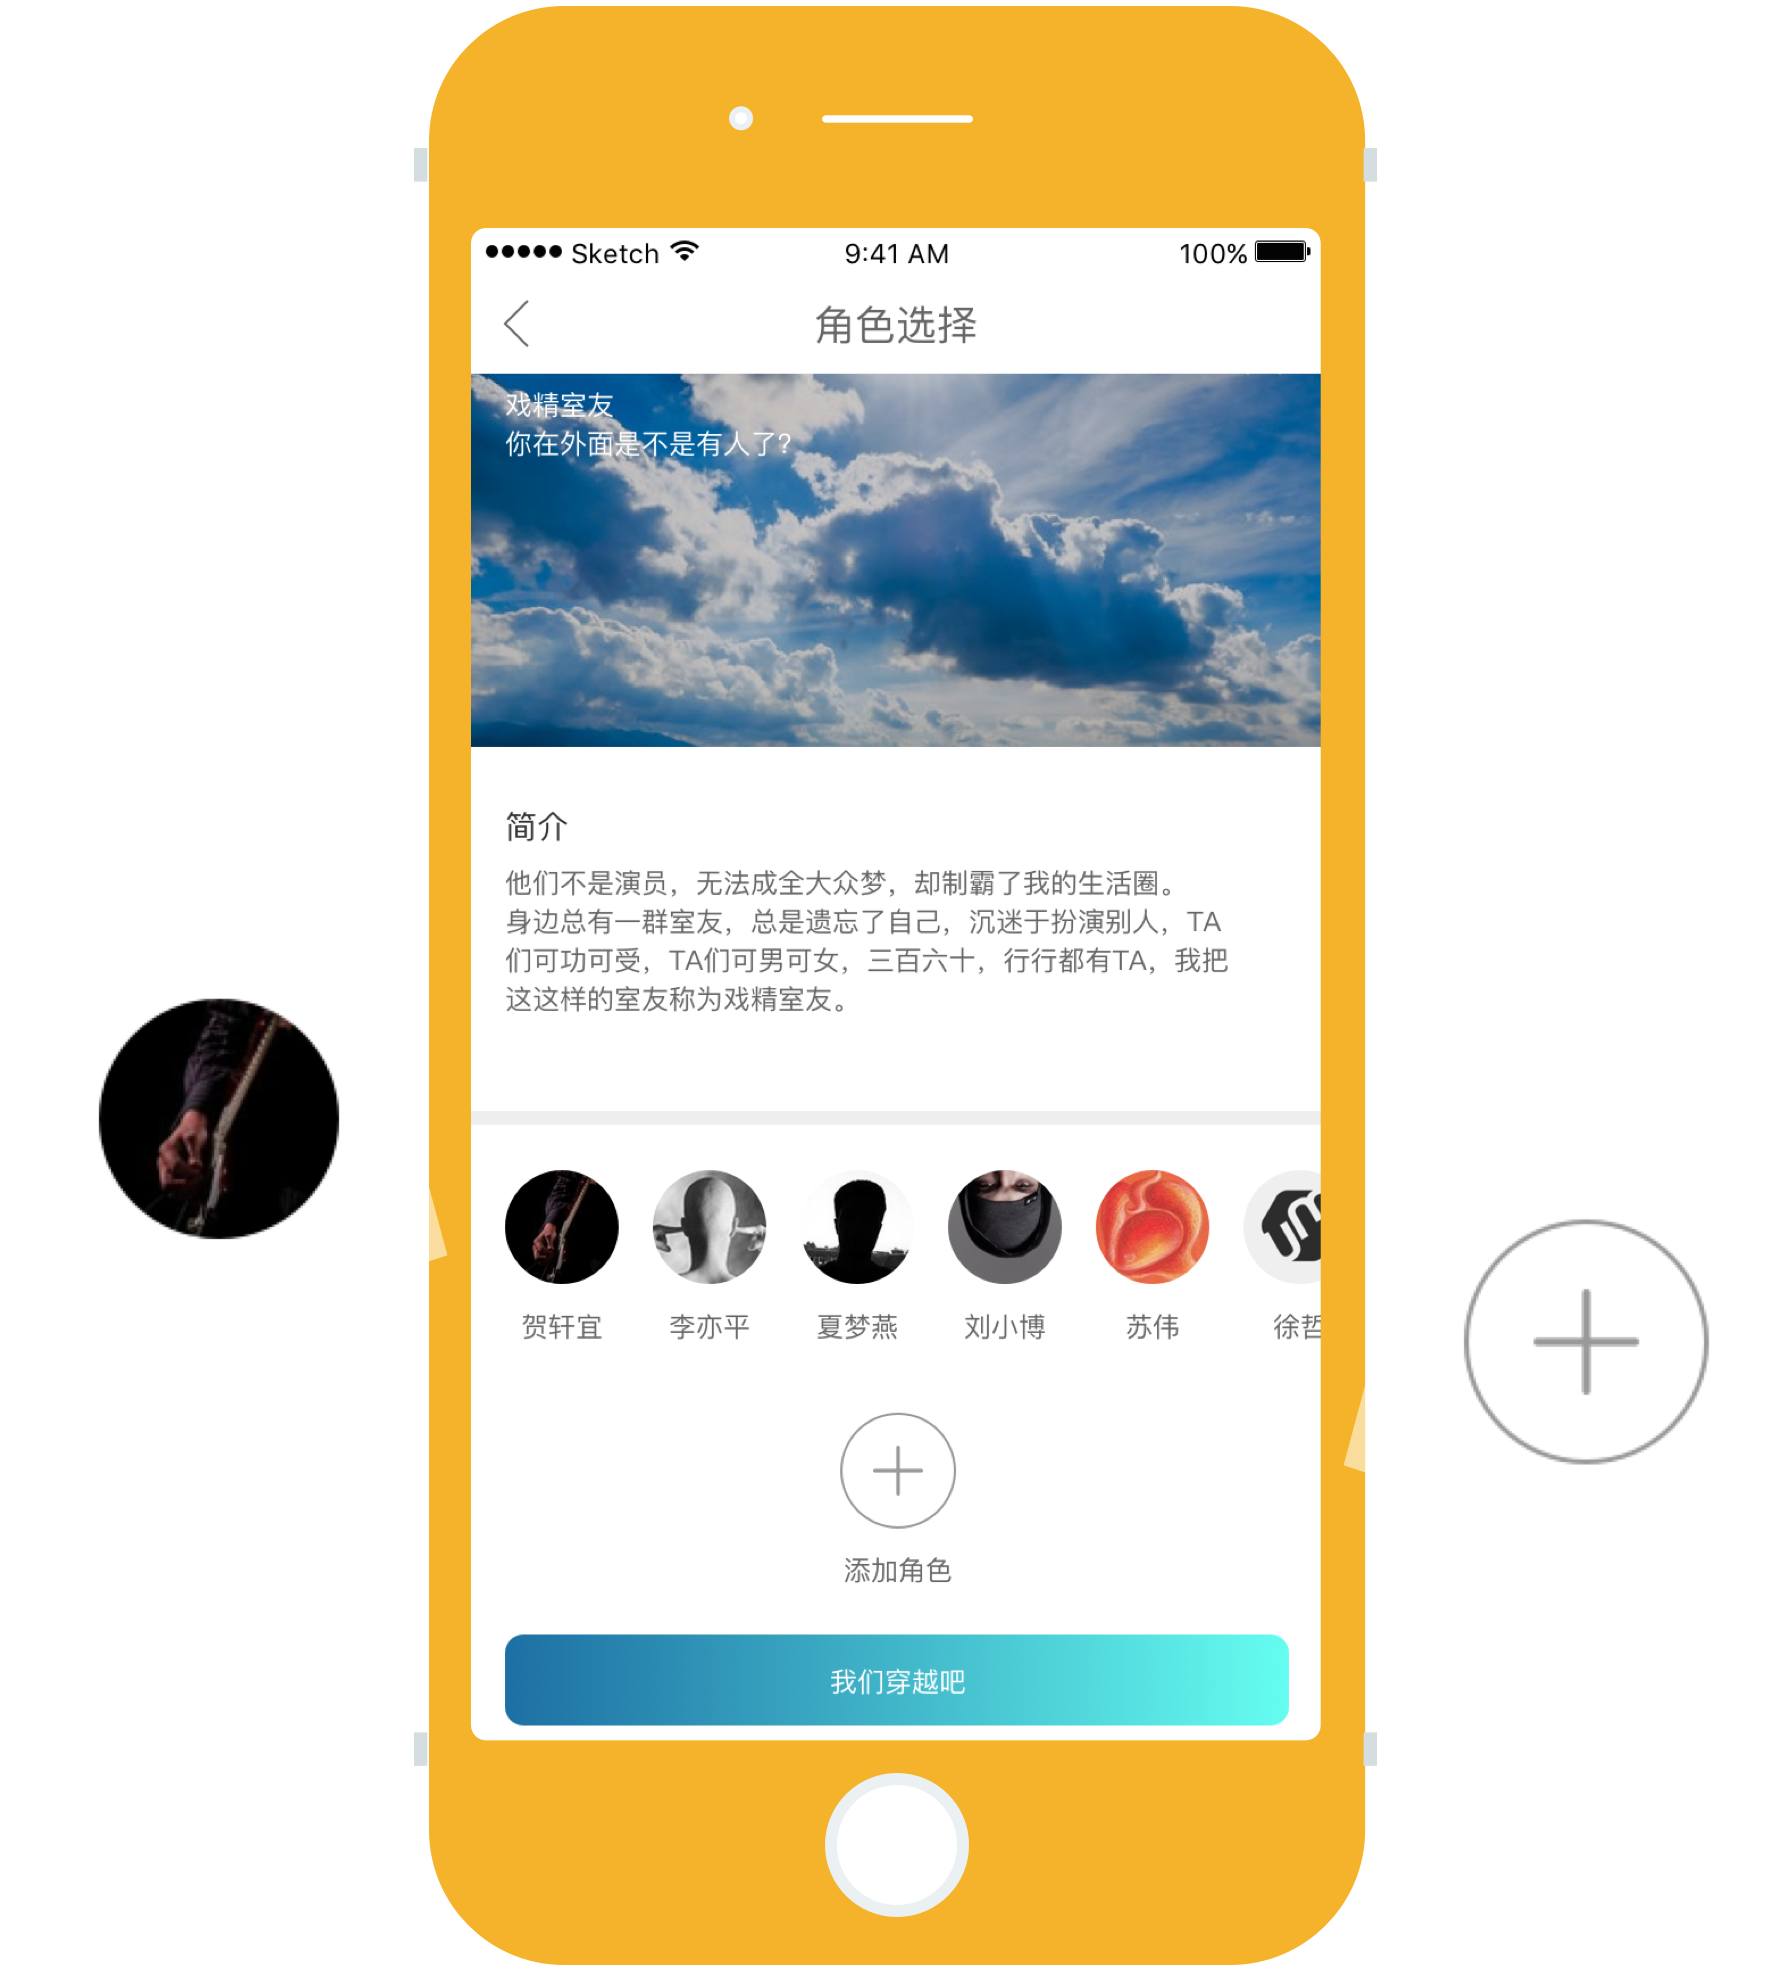 Sketch 9:41 AM 100%
角色选择
戏精室友
你在外面是不是有人了?
简介
他们不是演员，无法成全大众梦，却制霸了我的生活圈。
身边总有一群室友，总是遗忘了自己，沉迷于扮演别人，TA
们可功可受，TA们可男可女，三百六十，行行都有TA，我把
这这样的室友称为戏精室友。
贺轩宜 李亦平 夏梦燕 刘小博 苏伟 徐哲
添加角色
我们穿越吧